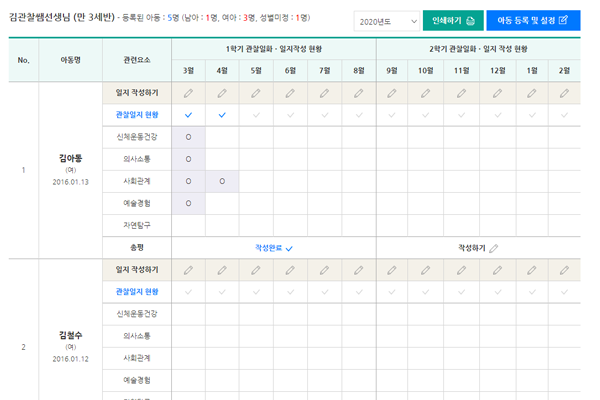 김관찰쌤선생님 (만 3세반) - 등록된 아동 : 5명 (남아 : 1명, 여아 : 3명, 성별미정 : 1명)
2020년도 인쇄하기 아동 등록 및 설정
No. 아동명 관련요소 1학기 관찰일화 · 일지작성 현황 2학기 관찰일화 · 일지 작성 현황
3월 4월 5월 6월 7월 8월 9월 10월 11월 12월 1월 2월
일지 작성하기
관찰일지 현황
신체운동건강 O
의사소통 O
1 김아동 (여) 2016.01.13 사회관계 O O
예술경험 O
자연탐구
총평 작성완료 작성하기
일지 작성하기
관찰일지 현황
신체운동건강
의사소통
2 김철수 (여) 2016.01.12 사회관계
예술경험